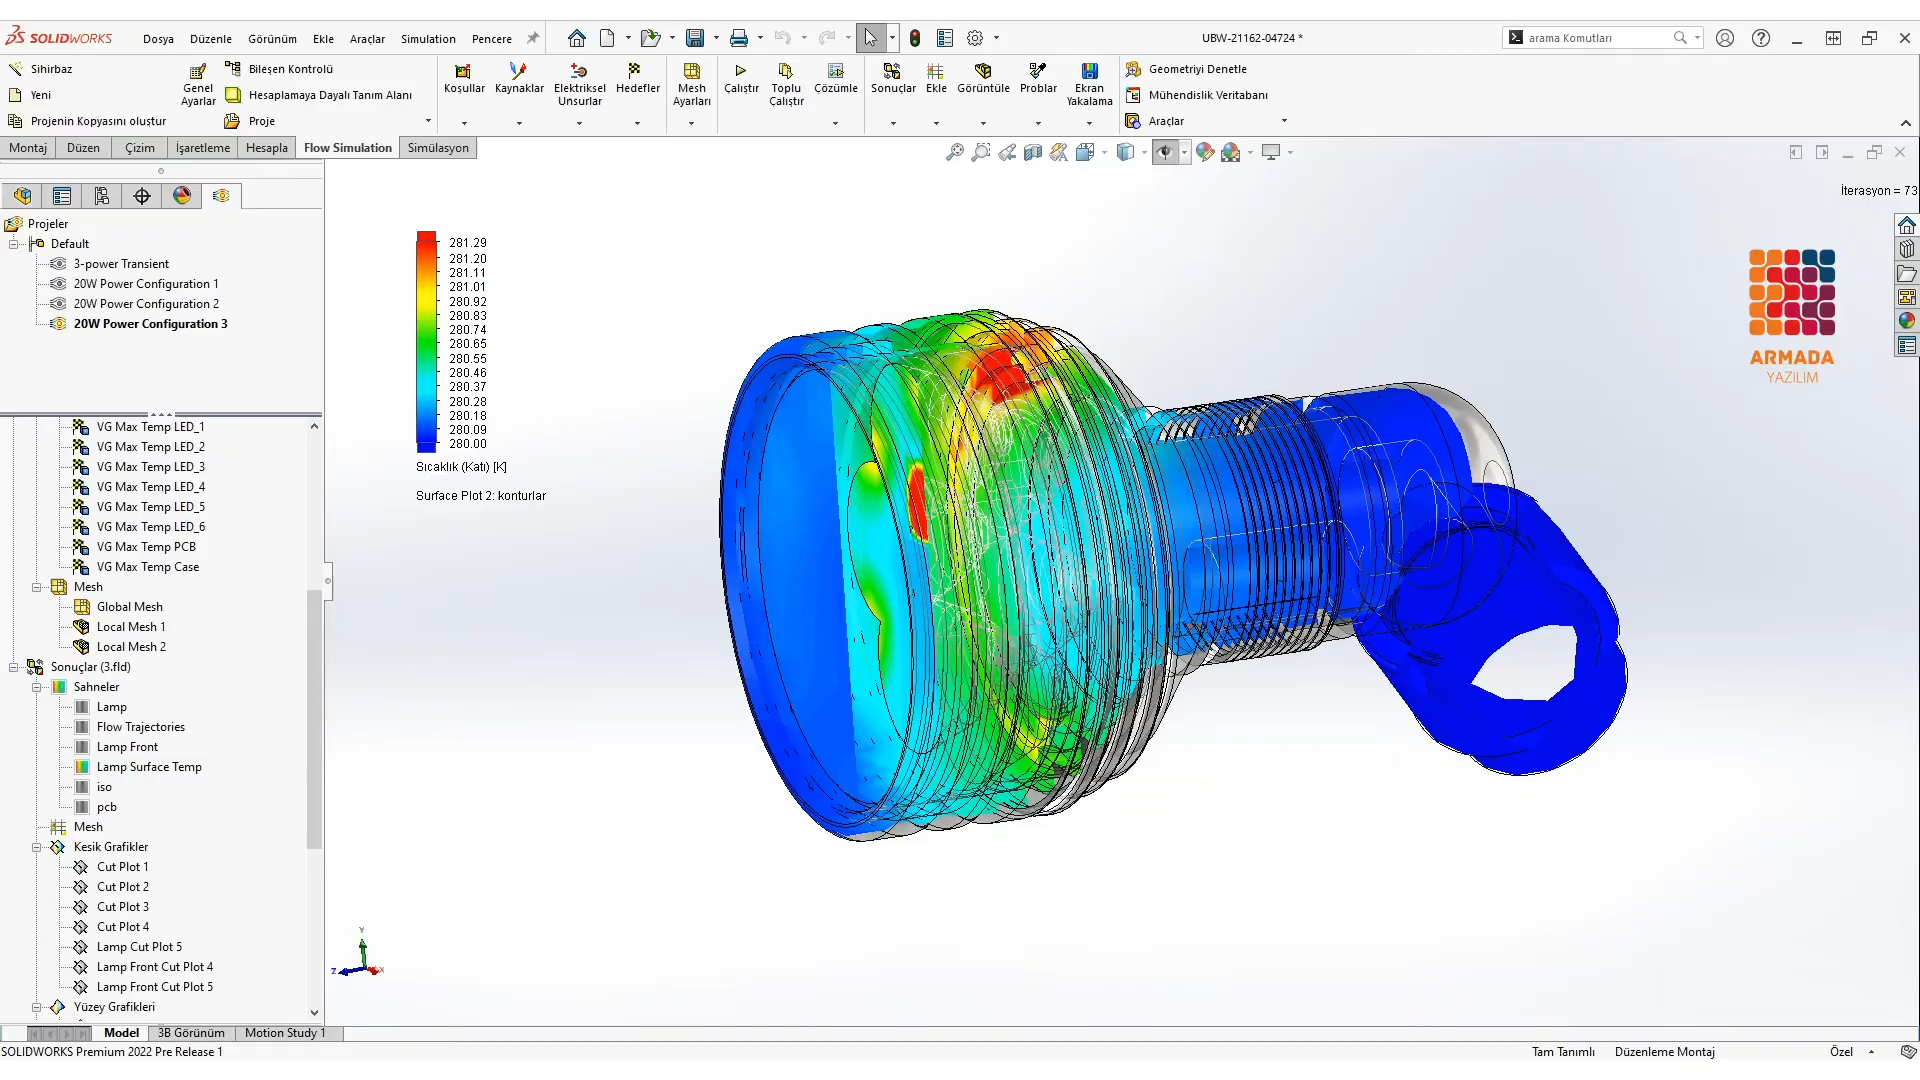 SOLIDWORKS
Dosya Düzenle Görünüm Ekle Araçlar Simulation Pencere
UBW-21162-04724 *
arama Komutları
Sihirbaz
Yeni
Projenin Kopyasını oluştur
Genel Ayarlar
Bileşen Kontrolü
Hesaplamaya Dayalı Tanım Alanı
Proje
Koşullar
Kaynaklar
Elektriksel Unsurlar
Hedefler
Mesh Ayarları
Çalıştır
Toplu Çalıştır
Çözümle
Sonuçlar
Ekle
Görüntüle
Problar
Ekran Yakalama
Geometriyi Denetle
Mühendislik Veritabanı
Araçlar
Montaj Düzen Çizim İşaretleme Hesapla Flow Simulation Simülasyon
İterasyon = 73
Projeler
Default
3-power Transient
20W Power Configuration 1
20W Power Configuration 2
20W Power Configuration 3
VG Max Temp LED_1
VG Max Temp LED_2
VG Max Temp LED_3
VG Max Temp LED_4
VG Max Temp LED_5
VG Max Temp LED_6
VG Max Temp PCB
VG Max Temp Case
Mesh
Global Mesh
Local Mesh 1
Local Mesh 2
Sonuçlar (3.fld)
Sahneler
Lamp
Flow Trajectories
Lamp Front
Lamp Surface Temp
iso
pcb
Mesh
Kesik Grafikler
Cut Plot 1
Cut Plot 2
Cut Plot 3
Cut Plot 4
Lamp Cut Plot 5
Lamp Front Cut Plot 4
Lamp Front Cut Plot 5
Yüzey Grafikleri
281.29
281.20
281.11
281.01
280.92
280.83
280.74
280.65
280.55
280.46
280.37
280.28
280.18
280.09
280.00
Sıcaklık (Katı) [K]
Surface Plot 2: konturlar
ARMADA
YAZILIM
Y
Z
X
Model 3B Görünüm Motion Study 1
SOLIDWORKS Premium 2022 Pre Release 1
Tam Tanımlı Düzenleme Montaj Özel